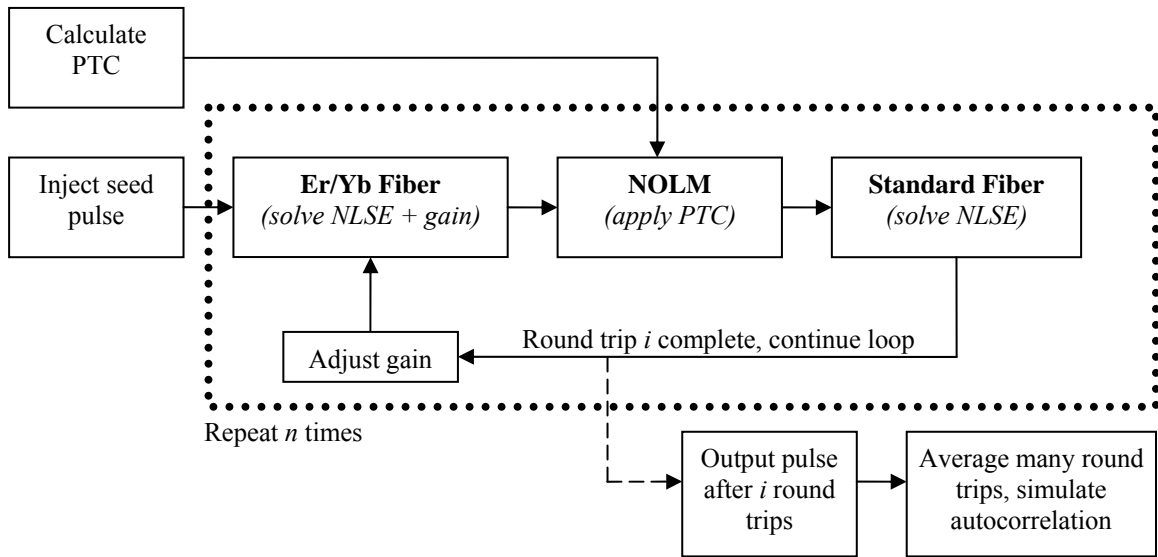 Calculate
PTC
Inject seed
pulse
Er/Yb Fiber
(solve NLSE + gain)
NOLM
(apply PTC)
Standard Fiber
(solve NLSE)
Adjust gain
Round trip i complete, continue loop
Repeat n times
Output pulse
after i round
trips
Average many round
trips, simulate
autocorrelation